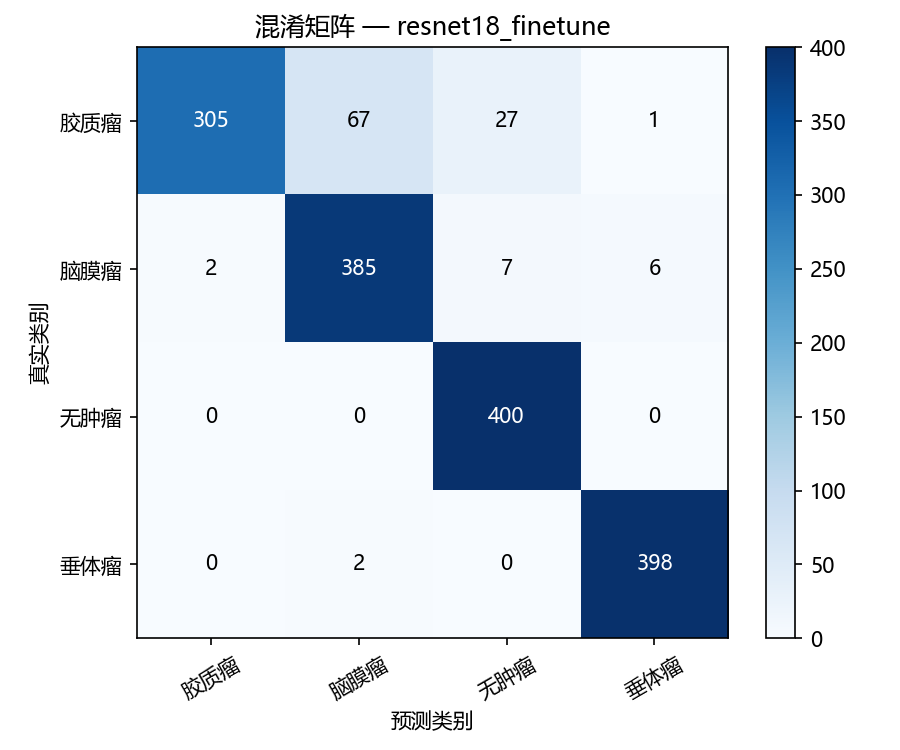 混淆矩阵 — resnet18_finetune
真实类别
胶质瘤 305 67 27 1
脑膜瘤 2 385 7 6
无肿瘤 0 0 400 0
垂体瘤 0 2 0 398
胶质瘤 脑膜瘤 无肿瘤 垂体瘤
预测类别
400
350
300
250
200
150
100
50
0